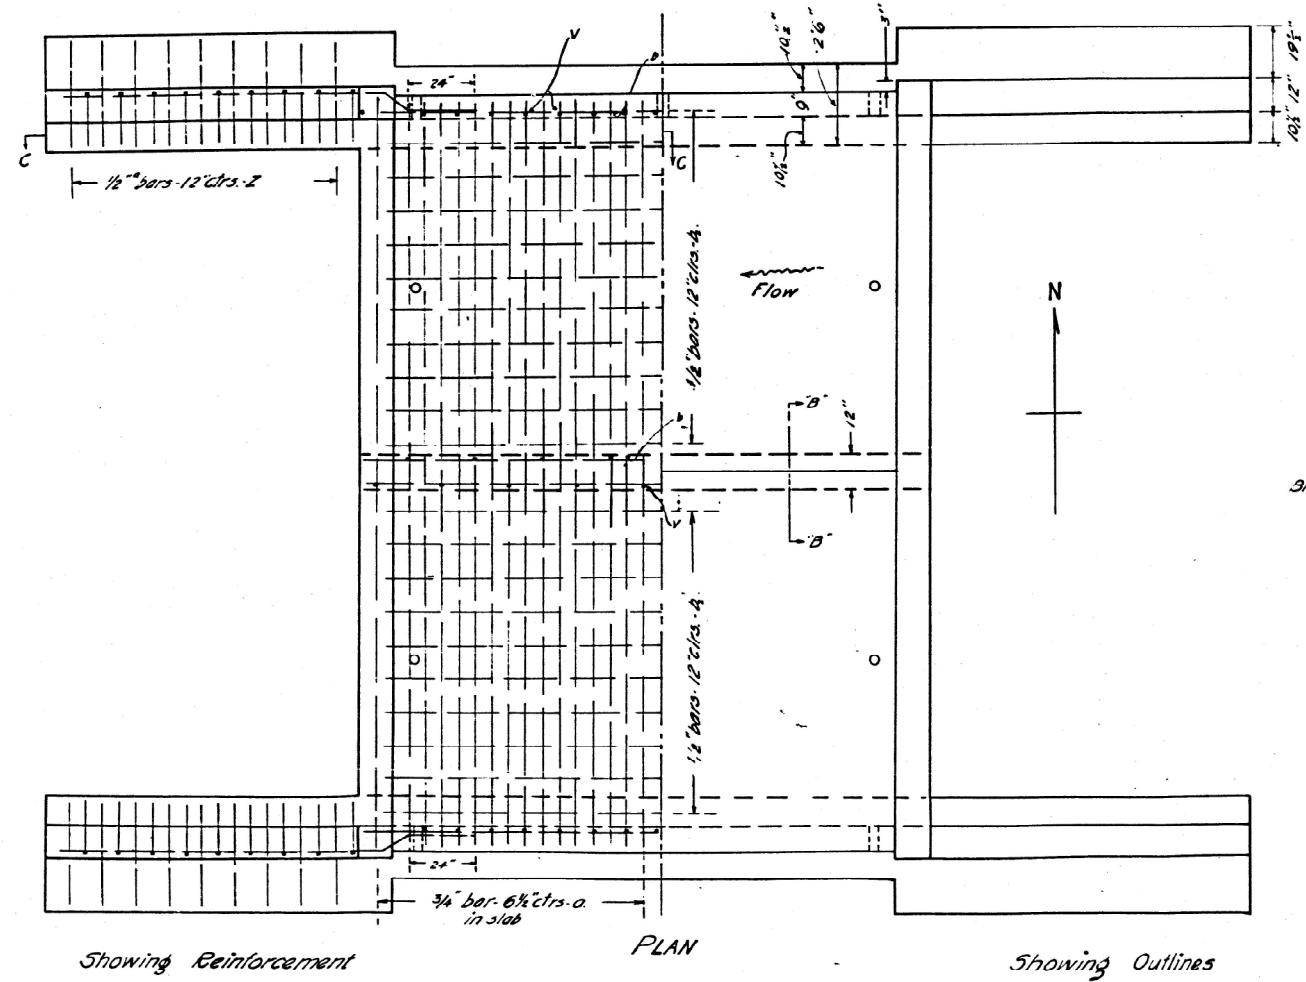 24"
V
b
10½"
2'6"
3"
9"
10½"
19½"
12"
10½"
C
C
½"ᵃ bars-12"ctrs.-Z
½" bars-12"ctrs.-d,
Flow
N
"B"
12"
b
"B"
v
½" bars-12"ctrs.-d,
24"
¾" bar-6½"ctrs-a.
in slab
PLAN
Showing Reinforcement
Showing Outlines